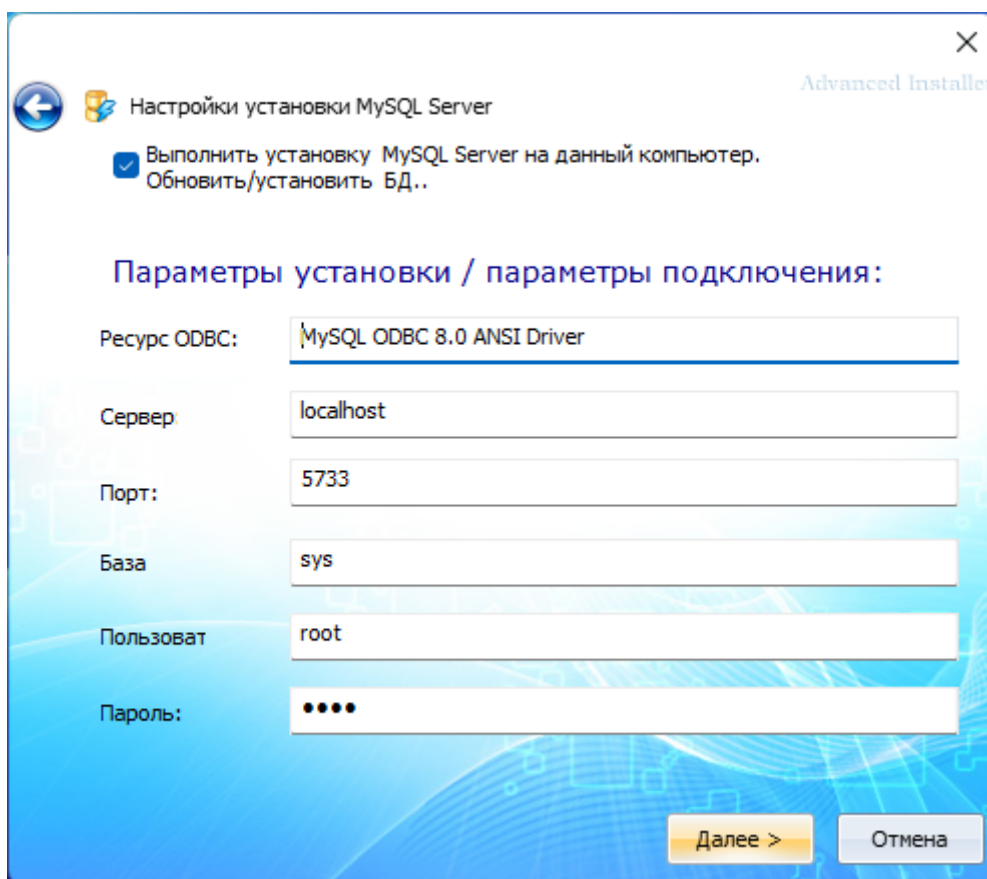 Advanced Installe
Настройки установки MySQL Server
Выполнить установку MySQL Server на данный компьютер.
Обновить/установить БД..
Параметры установки / параметры подключения:
Ресурс ODBC:
MySQL ODBC 8.0 ANSI Driver
Сервер
localhost
Порт:
5733
База
sys
Пользоват
root
Пароль:
••••
Далее >
Отмена